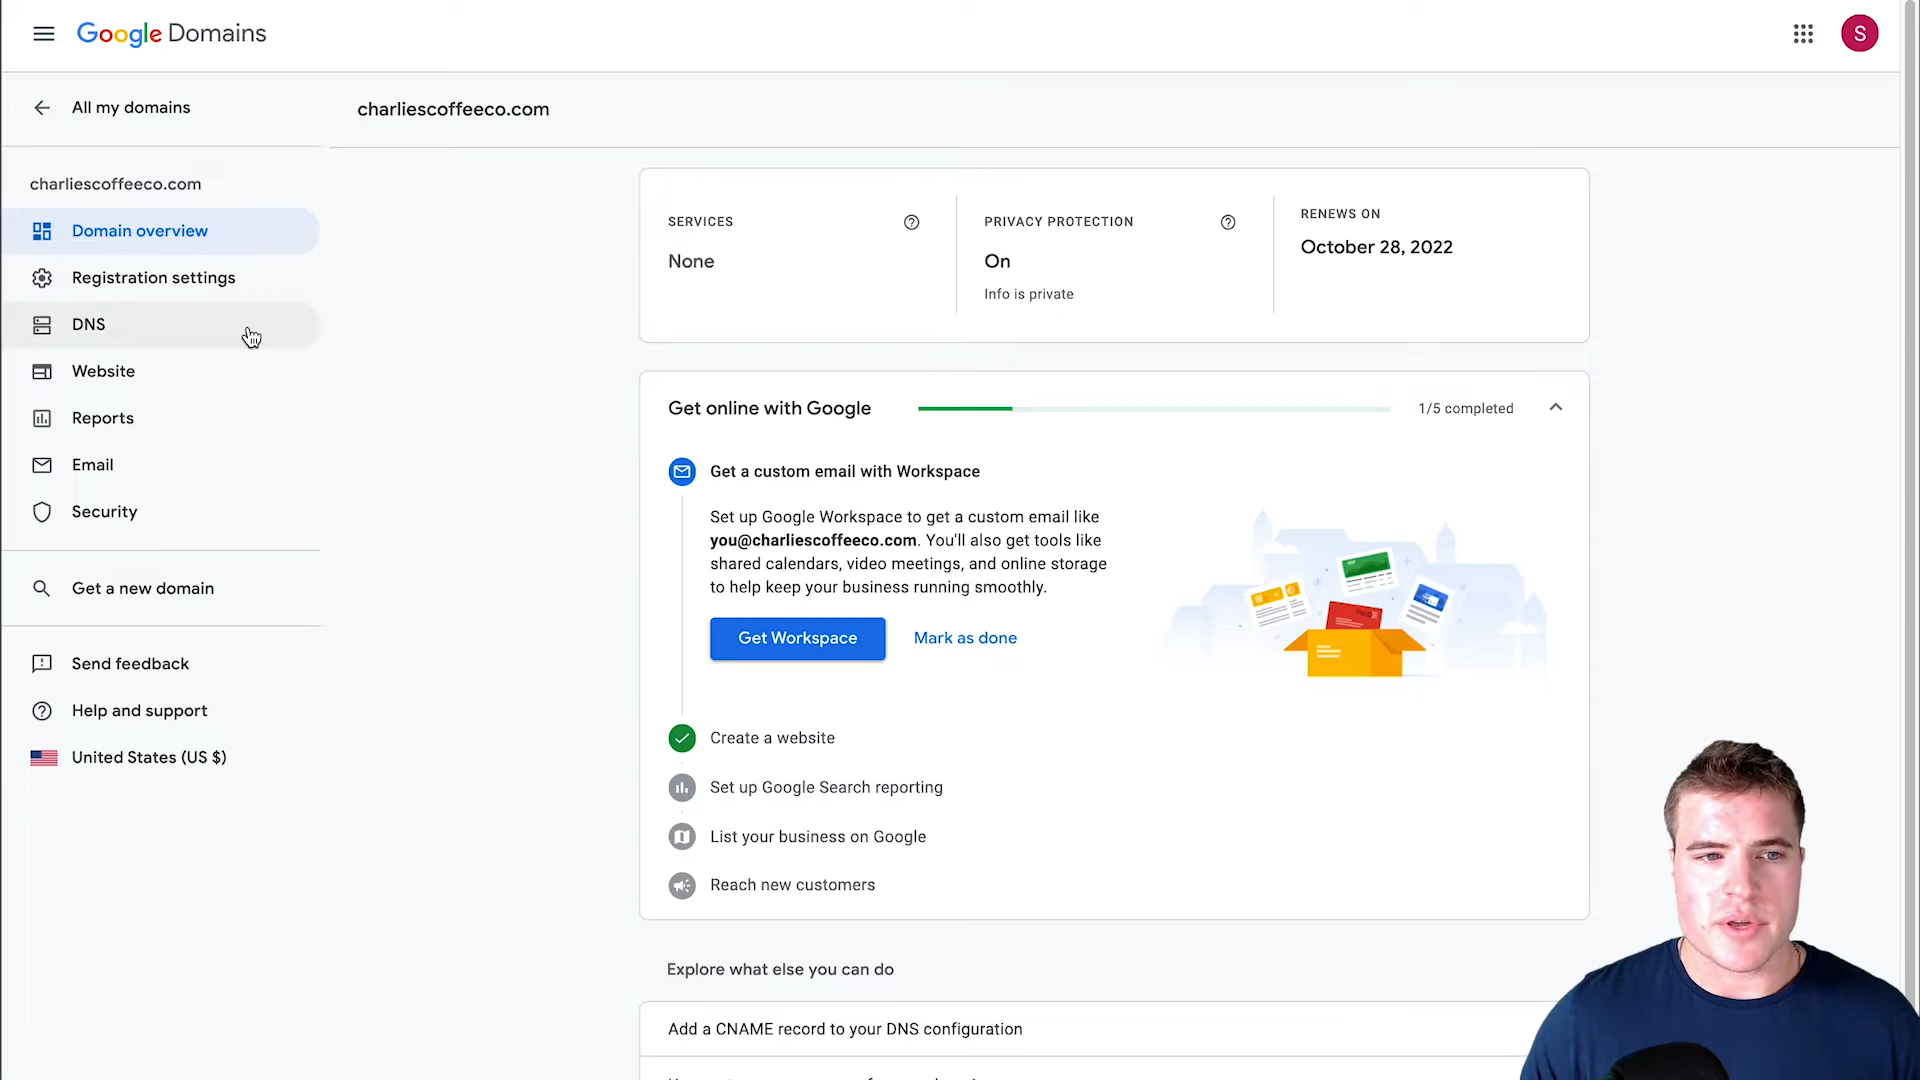 Google Domains
S
All my domains
charliescoffeeco.com
charliescoffeeco.com
Domain overview
Registration settings
DNS
Website
Reports
Email
Security
Get a new domain
Send feedback
Help and support
United States (US $)
SERVICES
None
PRIVACY PROTECTION
On
Info is private
RENEWS ON
October 28, 2022
Get online with Google
1/5 completed
Get a custom email with Workspace
Set up Google Workspace to get a custom email like
you@charliescoffeeco.com. You'll also get tools like
shared calendars, video meetings, and online storage
to help keep your business running smoothly.
Get Workspace
Mark as done
Create a website
Set up Google Search reporting
List your business on Google
Reach new customers
Explore what else you can do
Add a CNAME record to your DNS configuration